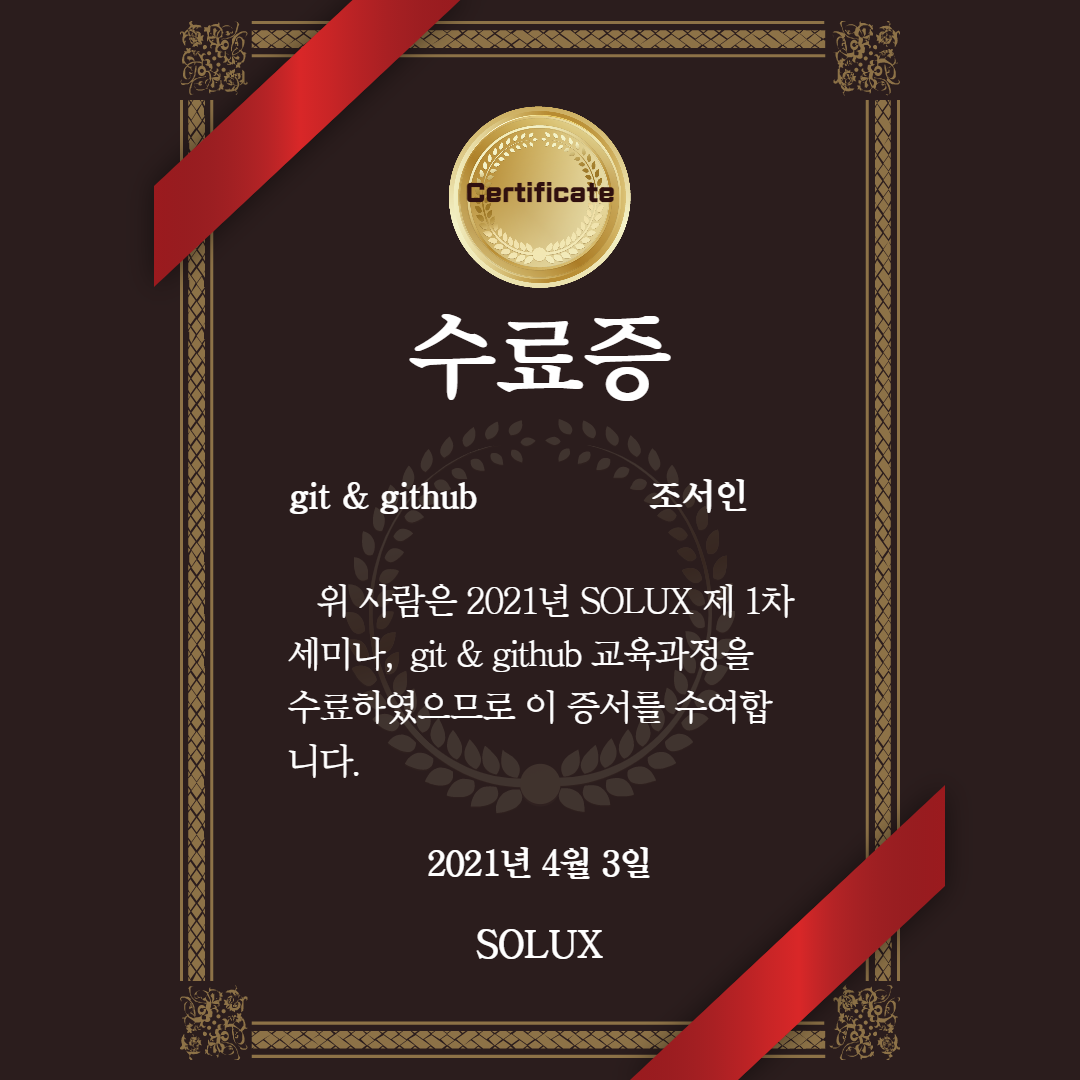 Certificate
수료증
git & github 조서인
위 사람은 2021년 SOLUX 제 1차
세미나, git & github 교육과정을
수료하였으므로 이 증서를 수여합
니다.
2021년 4월 3일
SOLUX